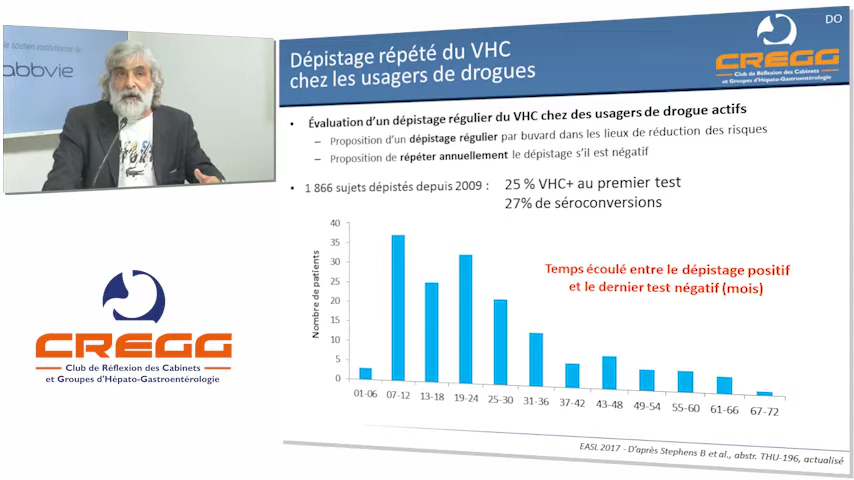 le soutien institutionnel de
abbvie
DO
Dépistage répété du VHC
chez les usagers de drogues
CREGG
Club de Réflexion des Cabinets
et Groupes d'Hépato-Gastroentérologie
• Évaluation d'un dépistage régulier du VHC chez des usagers de drogue actifs
– Proposition d'un dépistage régulier par buvard dans les lieux de réduction des risques
– Proposition de répéter annuellement le dépistage s'il est négatif
• 1 866 sujets dépistés depuis 2009 : 25 % VHC+ au premier test
27% de séroconversions
Temps écoulé entre le dépistage positif
et le dernier test négatif (mois)
Nombre de patients
40
35
30
25
20
15
10
5
0
01-06 07-12 13-18 19-24 25-30 31-36 37-42 43-48 49-54 55-60 61-66 67-72
EASL 2017 - D'après Stephens B et al., abstr. THU-196, actualisé
CREGG
Club de Réflexion des Cabinets
et Groupes d'Hépato-Gastroentérologie